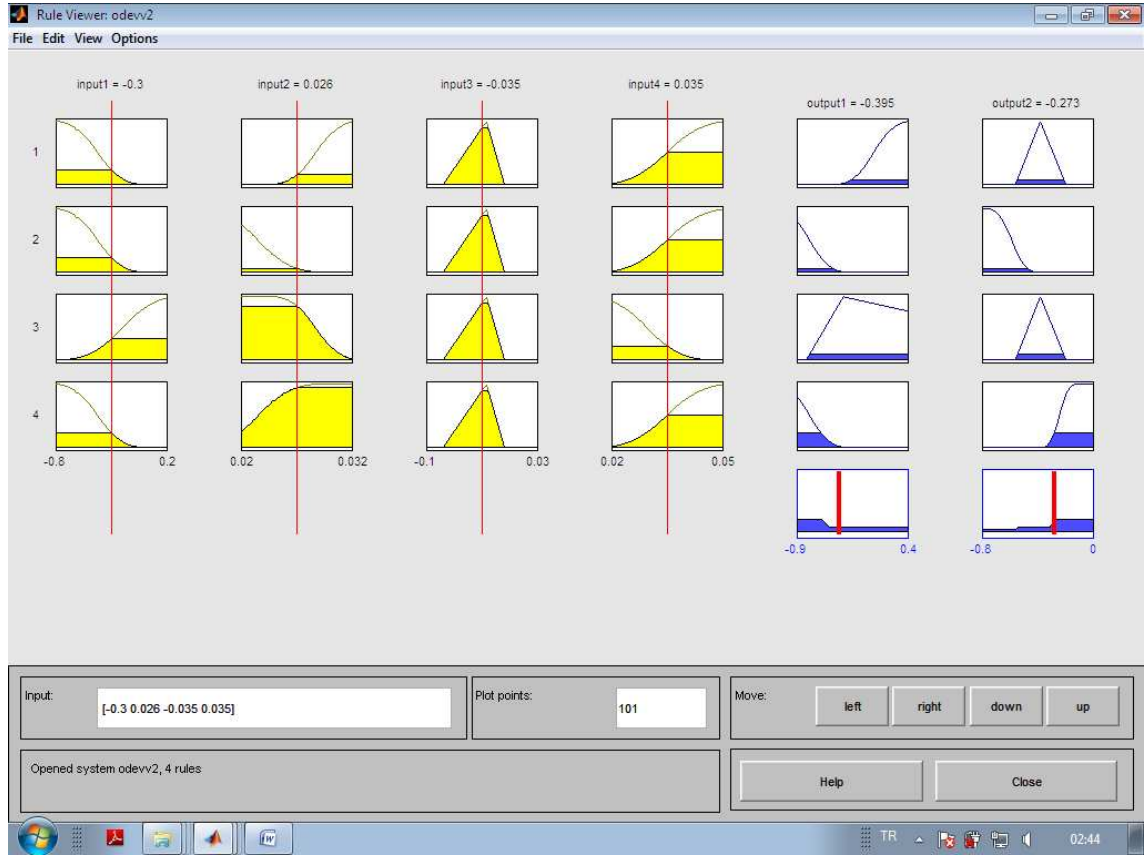 Rule Viewer: odevv2
File Edit View Options
input1 = -0.3
input2 = 0.026
input3 = -0.035
input4 = 0.035
output1 = -0.395
output2 = -0.273
1
2
3
4
-0.8 0.2
0.02 0.032
-0.1 0.03
0.02 0.05
-0.9 0.4
-0.8 0
Input:
[-0.3 0.026 -0.035 0.035]
Plot points:
101
Move:
left
right
down
up
Opened system odevv2, 4 rules
Help
Close
TR
02:44